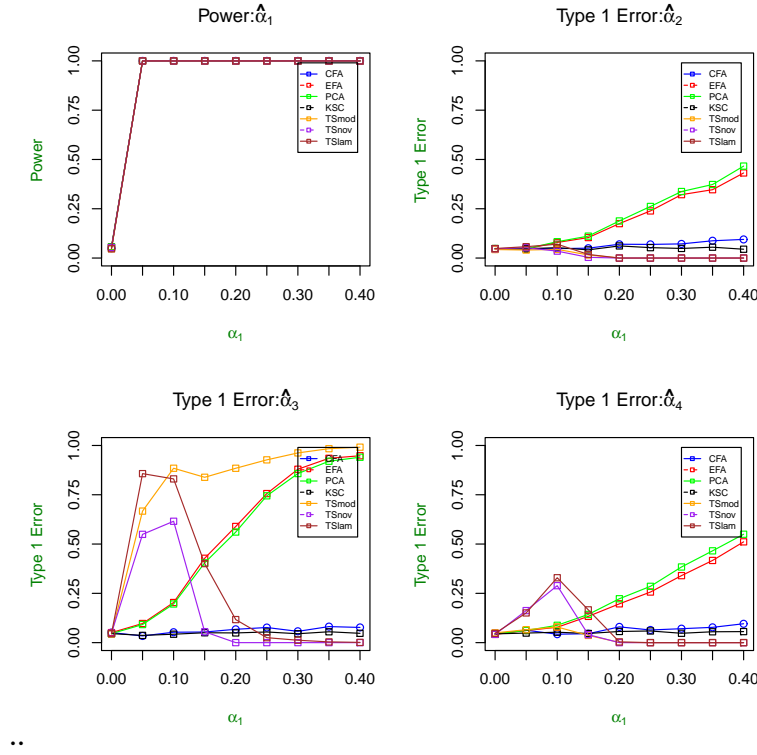 Power:α̂₁
Type 1 Error:α̂₂
Power
1.00
0.75
0.50
0.25
0.00
CFA
EFA
PCA
KSC
TSmod
TSnov
TSlam
0.00 0.10 0.20 0.30 0.40
α₁
Type 1 Error
1.00
0.75
0.50
0.25
0.00
CFA
EFA
PCA
KSC
TSmod
TSnov
TSlam
0.00 0.10 0.20 0.30 0.40
α₁
Type 1 Error:α̂₃
Type 1 Error:α̂₄
Type 1 Error
1.00
0.75
0.50
0.25
0.00
CFA
EFA
PCA
KSC
TSmod
TSnov
TSlam
0.00 0.10 0.20 0.30 0.40
α₁
Type 1 Error
1.00
0.75
0.50
0.25
0.00
CFA
EFA
PCA
KSC
TSmod
TSnov
TSlam
0.00 0.10 0.20 0.30 0.40
α₁